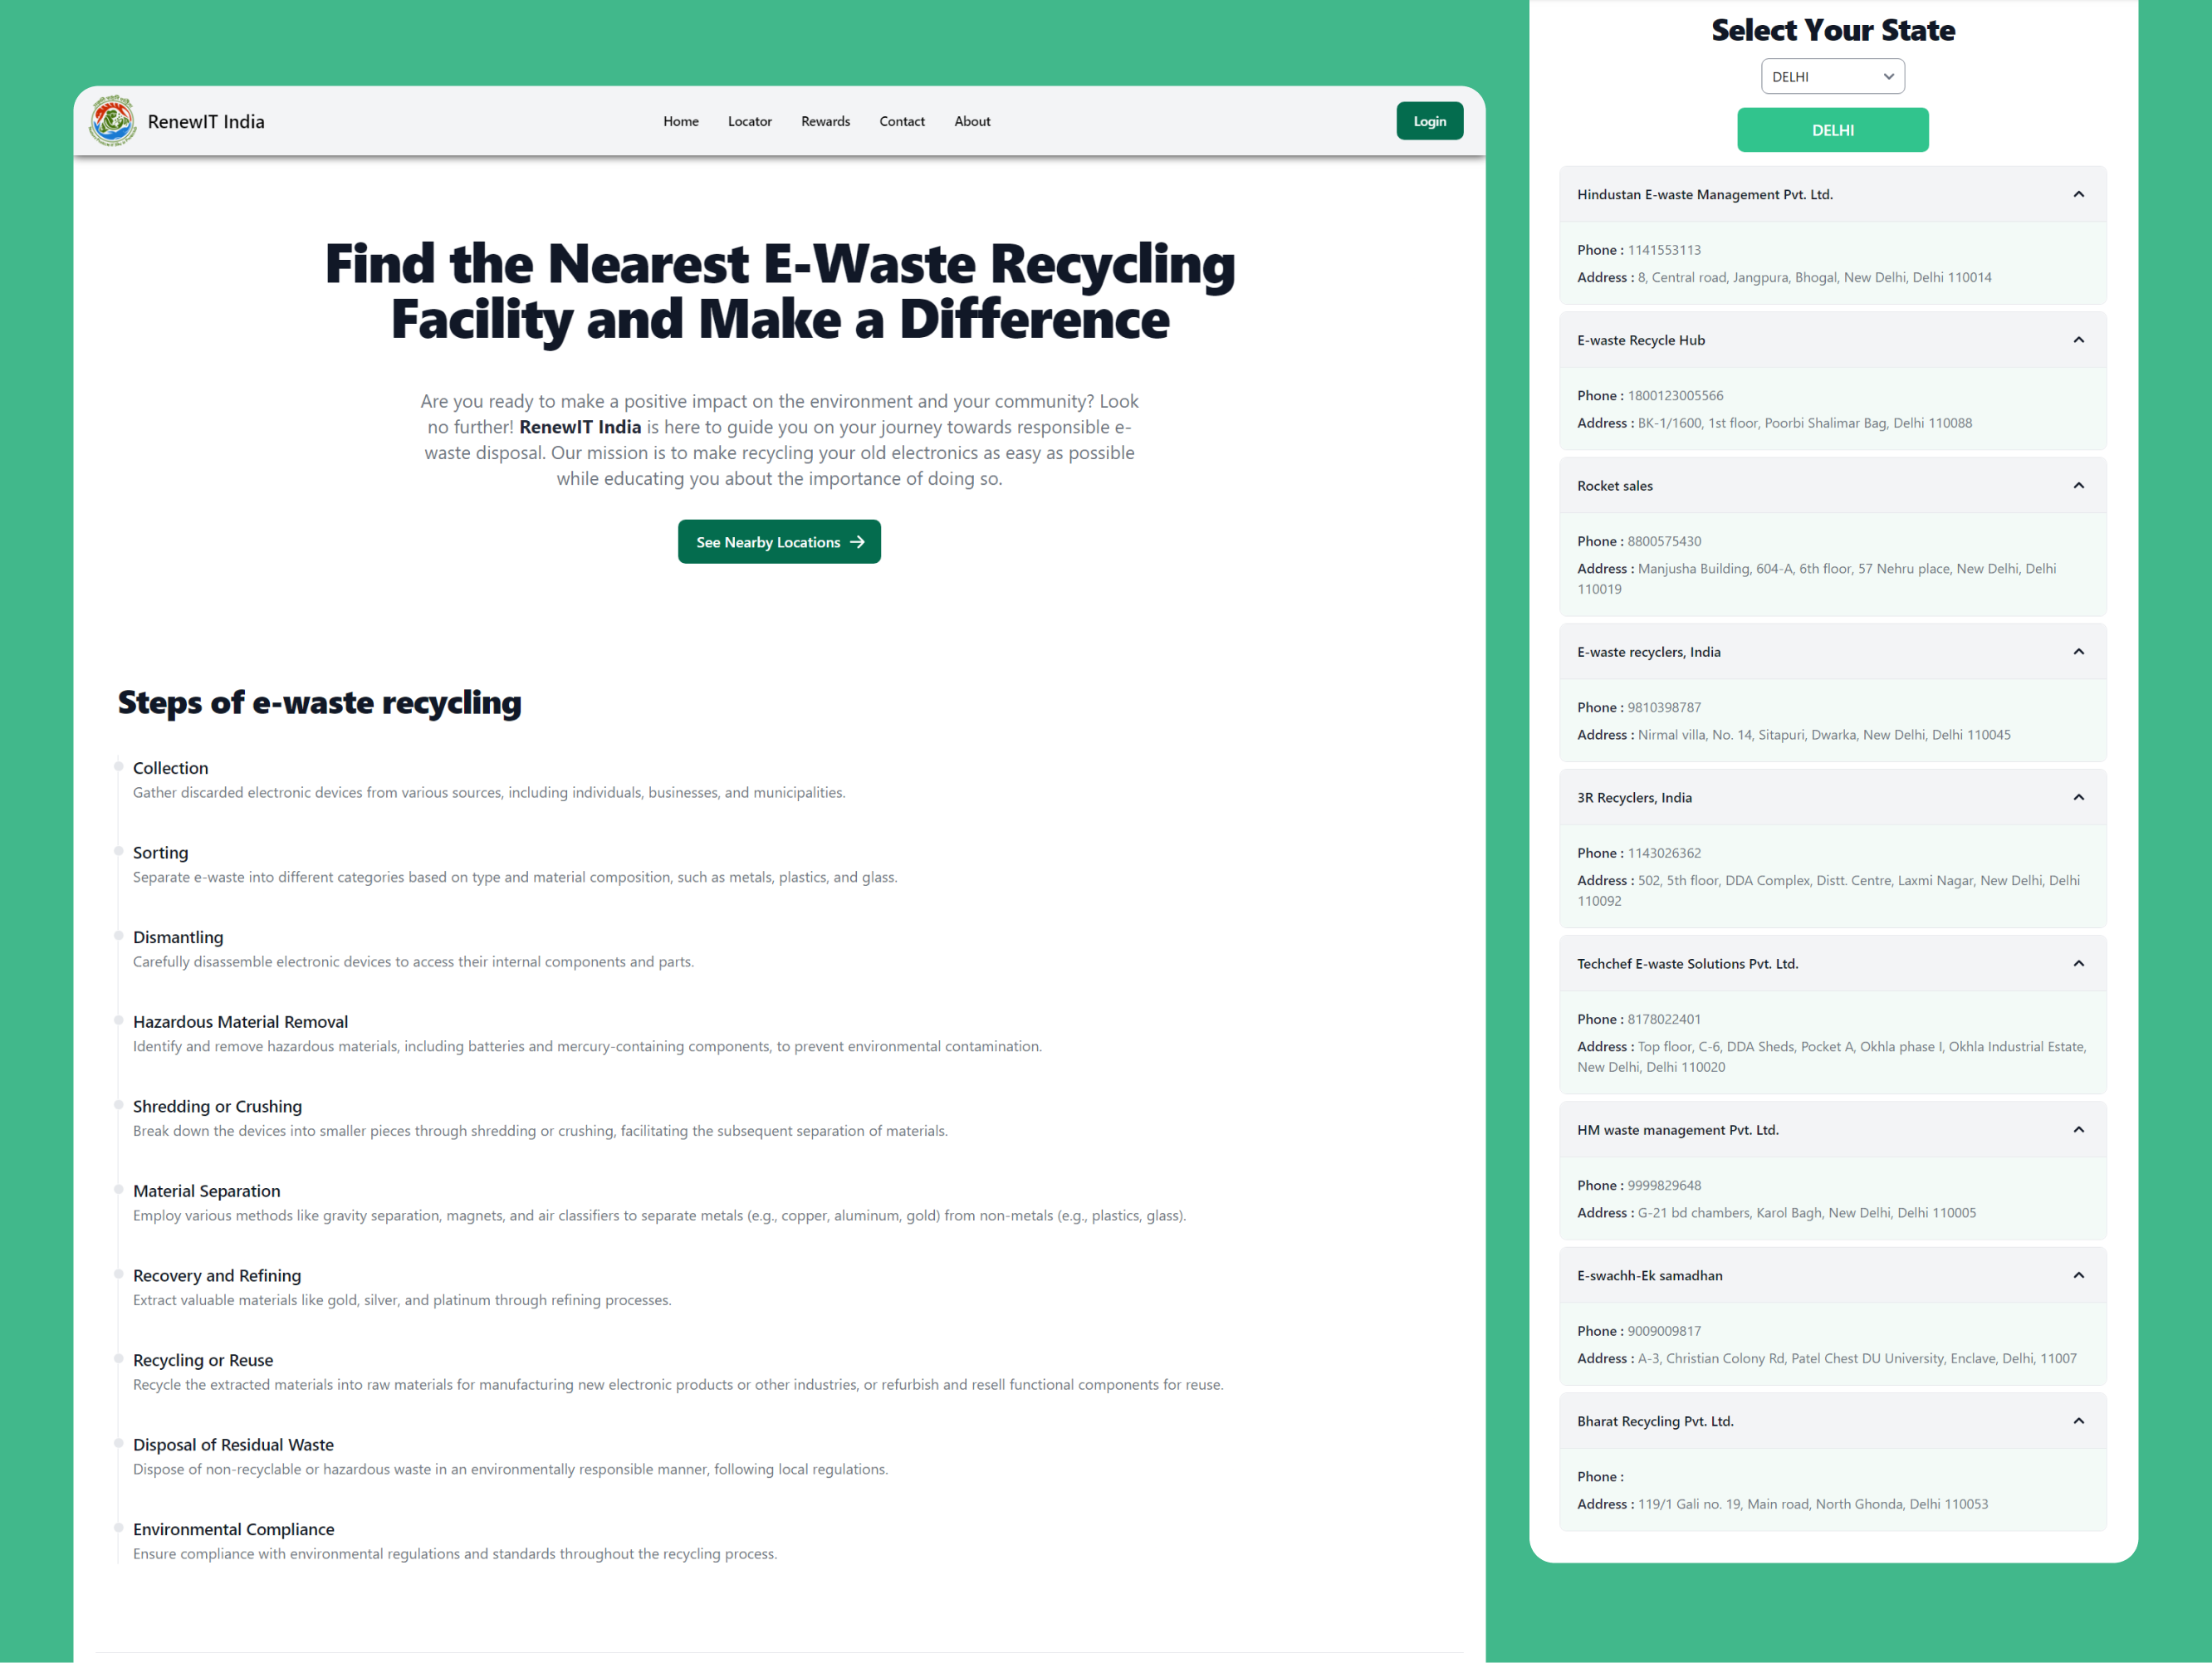 RenewIT India
Home
Locator
Rewards
Contact
About
Login
Find the Nearest E-Waste Recycling
Facility and Make a Difference
Are you ready to make a positive impact on the environment and your community? Look
no further! RenewIT India is here to guide you on your journey towards responsible e-
waste disposal. Our mission is to make recycling your old electronics as easy as possible
while educating you about the importance of doing so.
See Nearby Locations
Steps of e-waste recycling
Collection
Gather discarded electronic devices from various sources, including individuals, businesses, and municipalities.
Sorting
Separate e-waste into different categories based on type and material composition, such as metals, plastics, and glass.
Dismantling
Carefully disassemble electronic devices to access their internal components and parts.
Hazardous Material Removal
Identify and remove hazardous materials, including batteries and mercury-containing components, to prevent environmental contamination.
Shredding or Crushing
Break down the devices into smaller pieces through shredding or crushing, facilitating the subsequent separation of materials.
Material Separation
Employ various methods like gravity separation, magnets, and air classifiers to separate metals (e.g., copper, aluminum, gold) from non-metals (e.g., plastics, glass).
Recovery and Refining
Extract valuable materials like gold, silver, and platinum through refining processes.
Recycling or Reuse
Recycle the extracted materials into raw materials for manufacturing new electronic products or other industries, or refurbish and resell functional components for reuse.
Disposal of Residual Waste
Dispose of non-recyclable or hazardous waste in an environmentally responsible manner, following local regulations.
Environmental Compliance
Ensure compliance with environmental regulations and standards throughout the recycling process.
Select Your State
DELHI
DELHI
Hindustan E-waste Management Pvt. Ltd.
Phone : 1141553113
Address : 8, Central road, Jangpura, Bhogal, New Delhi, Delhi 110014
E-waste Recycle Hub
Phone : 1800123005566
Address : BK-1/1600, 1st floor, Poorbi Shalimar Bag, Delhi 110088
Rocket sales
Phone : 8800575430
Address : Manjusha Building, 604-A, 6th floor, 57 Nehru place, New Delhi, Delhi
110019
E-waste recyclers, India
Phone : 9810398787
Address : Nirmal villa, No. 14, Sitapuri, Dwarka, New Delhi, Delhi 110045
3R Recyclers, India
Phone : 1143026362
Address : 502, 5th floor, DDA Complex, Distt. Centre, Laxmi Nagar, New Delhi, Delhi
110092
Techchef E-waste Solutions Pvt. Ltd.
Phone : 8178022401
Address : Top floor, C-6, DDA Sheds, Pocket A, Okhla phase I, Okhla Industrial Estate,
New Delhi, Delhi 110020
HM waste management Pvt. Ltd.
Phone : 9999829648
Address : G-21 bd chambers, Karol Bagh, New Delhi, Delhi 110005
E-swachh-Ek samadhan
Phone : 9009009817
Address : A-3, Christian Colony Rd, Patel Chest DU University, Enclave, Delhi, 11007
Bharat Recycling Pvt. Ltd.
Phone :
Address : 119/1 Gali no. 19, Main road, North Ghonda, Delhi 110053